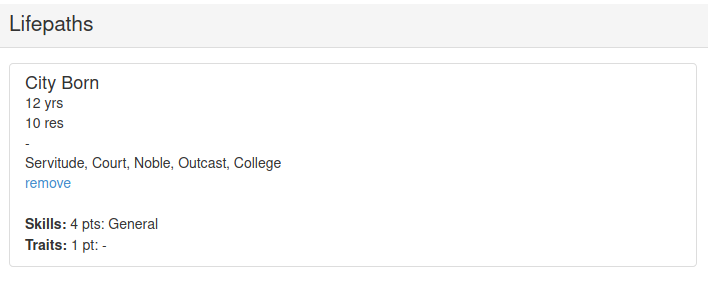 Lifepaths
City Born
12 yrs
10 res
-
Servitude, Court, Noble, Outcast, College
remove
Skills: 4 pts: General
Traits: 1 pt: -